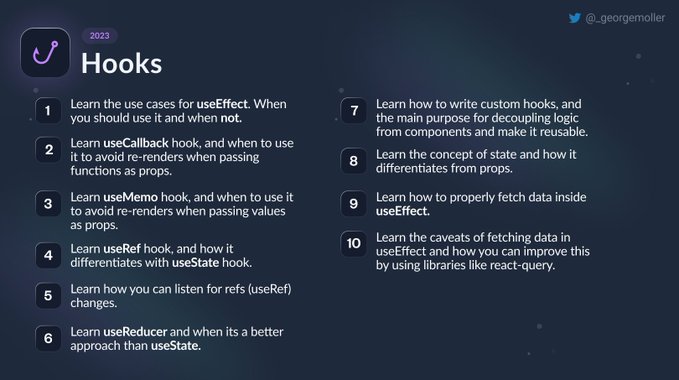 @_georgemoller
2023
Hooks
1
Learn the use cases for useEffect. When
you should use it and when not.
2
Learn useCallback hook, and when to use
it to avoid re-renders when passing
functions as props.
3
Learn useMemo hook, and when to use it
to avoid re-renders when passing values
as props.
4
Learn useRef hook, and how it
differentiates with useState hook.
5
Learn how you can listen for refs (useRef)
changes.
6
Learn useReducer and when its a better
approach than useState.
7
Learn how to write custom hooks, and
the main purpose for decoupling logic
from components and make it reusable.
8
Learn the concept of state and how it
differentiates from props.
9
Learn how to properly fetch data inside
useEffect.
10
Learn the caveats of fetching data in
useEffect and how you can improve this
by using libraries like react-query.